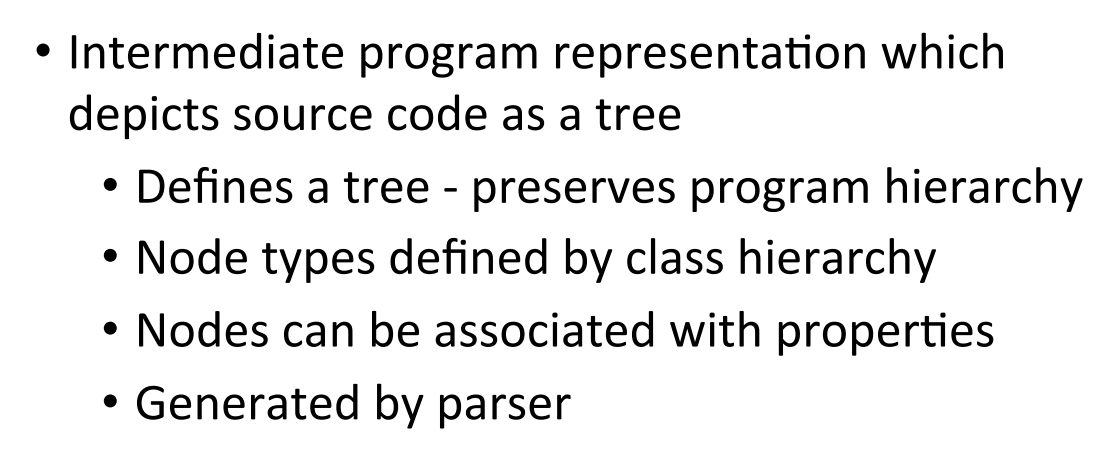 • Intermediate program representation which
depicts source code as a tree
• Defines a tree - preserves program hierarchy
• Node types defined by class hierarchy
• Nodes can be associated with properties
• Generated by parser